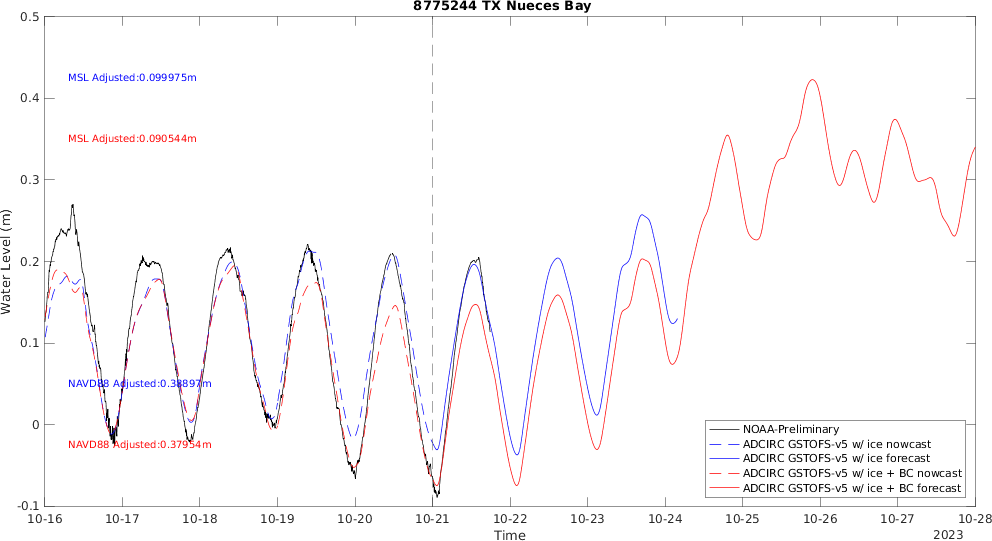 8775244 TX Nueces Bay
0.5
0.4
0.3
0.2
0.1
0
-0.1
Water Level (m)
MSL Adjusted:0.099975m
MSL Adjusted:0.090544m
NAVD88 Adjusted:0.38897m
NAVD88 Adjusted:0.37954m
NOAA-Preliminary
ADCIRC GSTOFS-v5 w/ ice nowcast
ADCIRC GSTOFS-v5 w/ ice forecast
ADCIRC GSTOFS-v5 w/ ice + BC nowcast
ADCIRC GSTOFS-v5 w/ ice + BC forecast
10-16 10-17 10-18 10-19 10-20 10-21 10-22 10-23 10-24 10-25 10-26 10-27 10-28
Time
2023